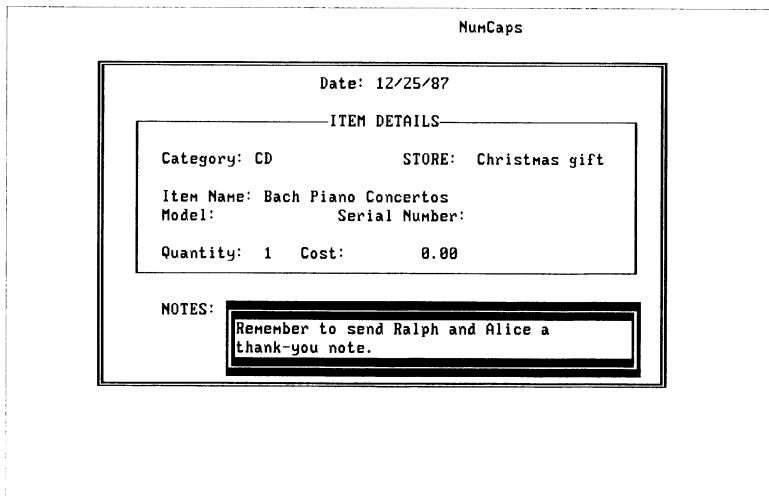 NumCaps
Date: 12/25/87
ITEM DETAILS
Category: CD STORE: Christmas gift
Item Name: Bach Piano Concertos
Model: Serial Number:
Quantity: 1 Cost: 0.00
NOTES:
Remember to send Ralph and Alice a
thank-you note.